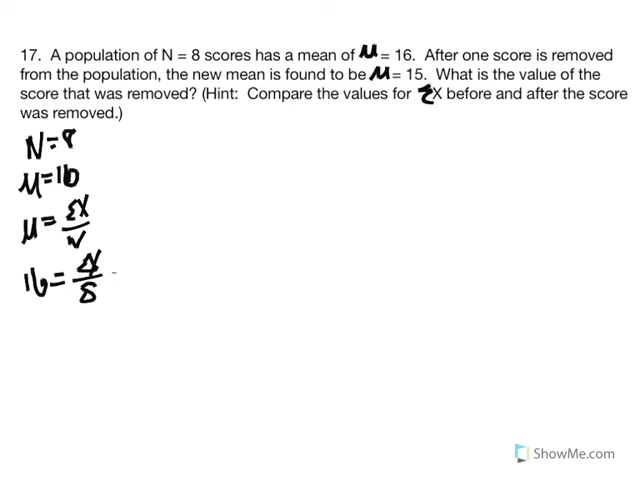 17. A population of N = 8 scores has a mean of μ = 16. After one score is removed
from the population, the new mean is found to be μ = 15. What is the value of the
score that was removed? (Hint: Compare the values for ΣX before and after the score
was removed.)
N=8
μ=16
μ=ΣX/N
16=ΣX/8
ShowMe.com